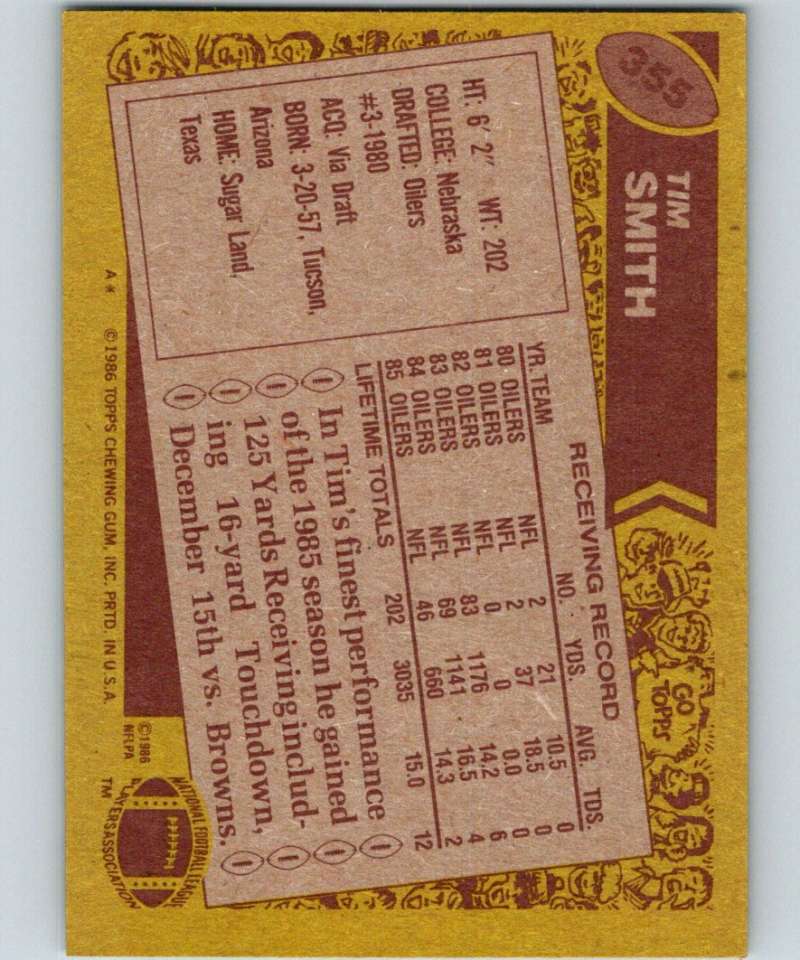 355
TIM
SMITH
HT: 6' 2" WT: 202
COLLEGE: Nebraska
DRAFTED: Oilers
#3-1980
ACQ: Via Draft
BORN: 3-20-57, Tucson,
Arizona
HOME: Sugar Land,
Texas
RECEIVING RECORD
YR. TEAM NO. YDS. AVG. TDS.
80 OILERS NFL 2 21 10.5 0
81 OILERS NFL 2 37 18.5 0
82 OILERS NFL 0 0 0.0 0
83 OILERS NFL 83 1176 14.2 6
84 OILERS NFL 69 1141 16.5 4
85 OILERS NFL 46 660 14.3 2
LIFETIME TOTALS 202 3035 15.0 12
In Tim's finest performance
of the 1985 season he gained
125 Yards Receiving includ-
ing 16-yard Touchdown,
December 15th vs. Browns.
GO
TOPPS
A* ©1986 TOPPS CHEWING GUM, INC. PRTD. IN U.S.A.
©1986
NFLPA
NATIONAL FOOTBALL LEAGUE
PLAYERS ASSOCIATION
TM